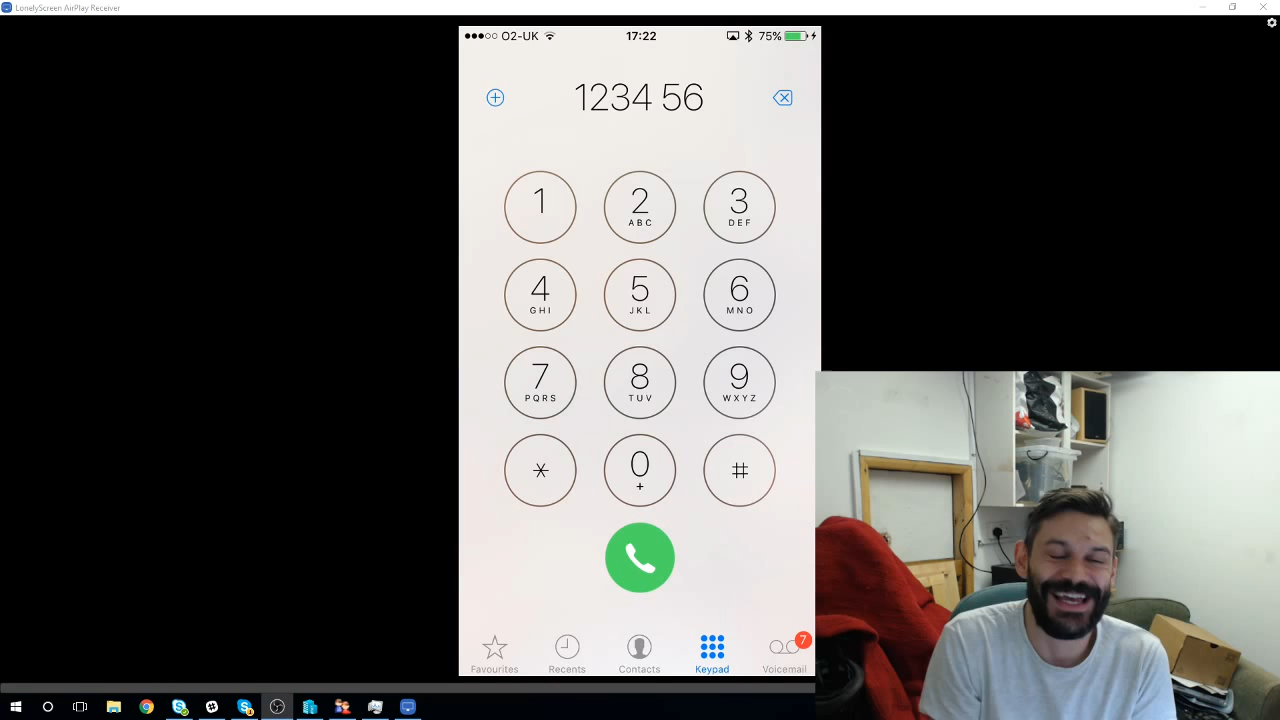 LonelyScreen AirPlay Receiver
O2-UK 17:22 75%
1234 56
1 2 3
ABC DEF
4 5 6
GHI JKL MNO
7 8 9
PQRS TUV WXYZ
* 0 #
+
7
Favourites Recents Contacts Keypad Voicemail